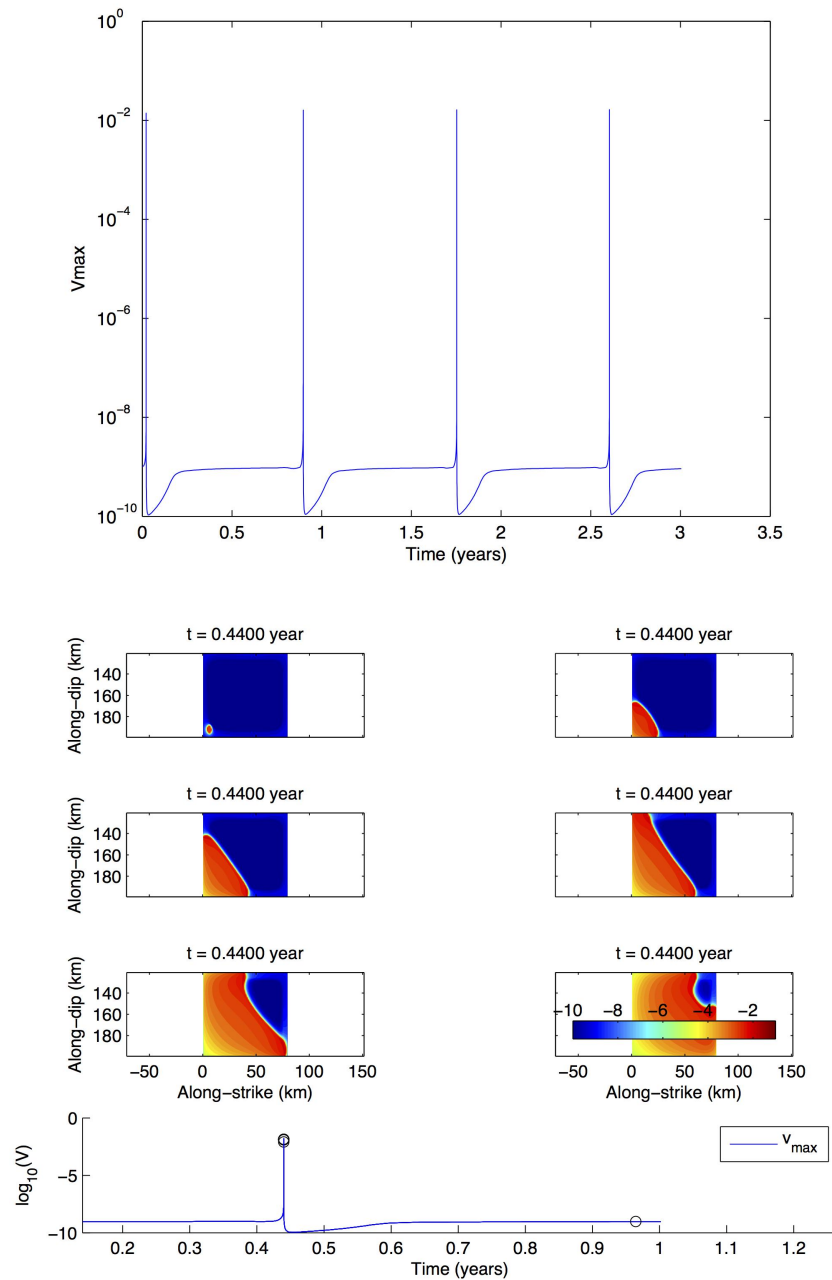 10^0
10^−2
10^−4
10^−6
10^−8
10^−10
Vmax
0 0.5 1 1.5 2 2.5 3 3.5
Time (years)
t = 0.4400 year t = 0.4400 year
Along−dip (km)
140
160
180
t = 0.4400 year t = 0.4400 year
Along−dip (km)
140
160
180
t = 0.4400 year t = 0.4400 year
Along−dip (km)
140
160
180
−10 −8 −6 −4 −2
−50 0 50 100 150 −50 0 50 100 150
Along−strike (km) Along−strike (km)
log_10(V)
0
−5
−10
v_max
0.2 0.3 0.4 0.5 0.6 0.7 0.8 0.9 1 1.1 1.2
Time (years)